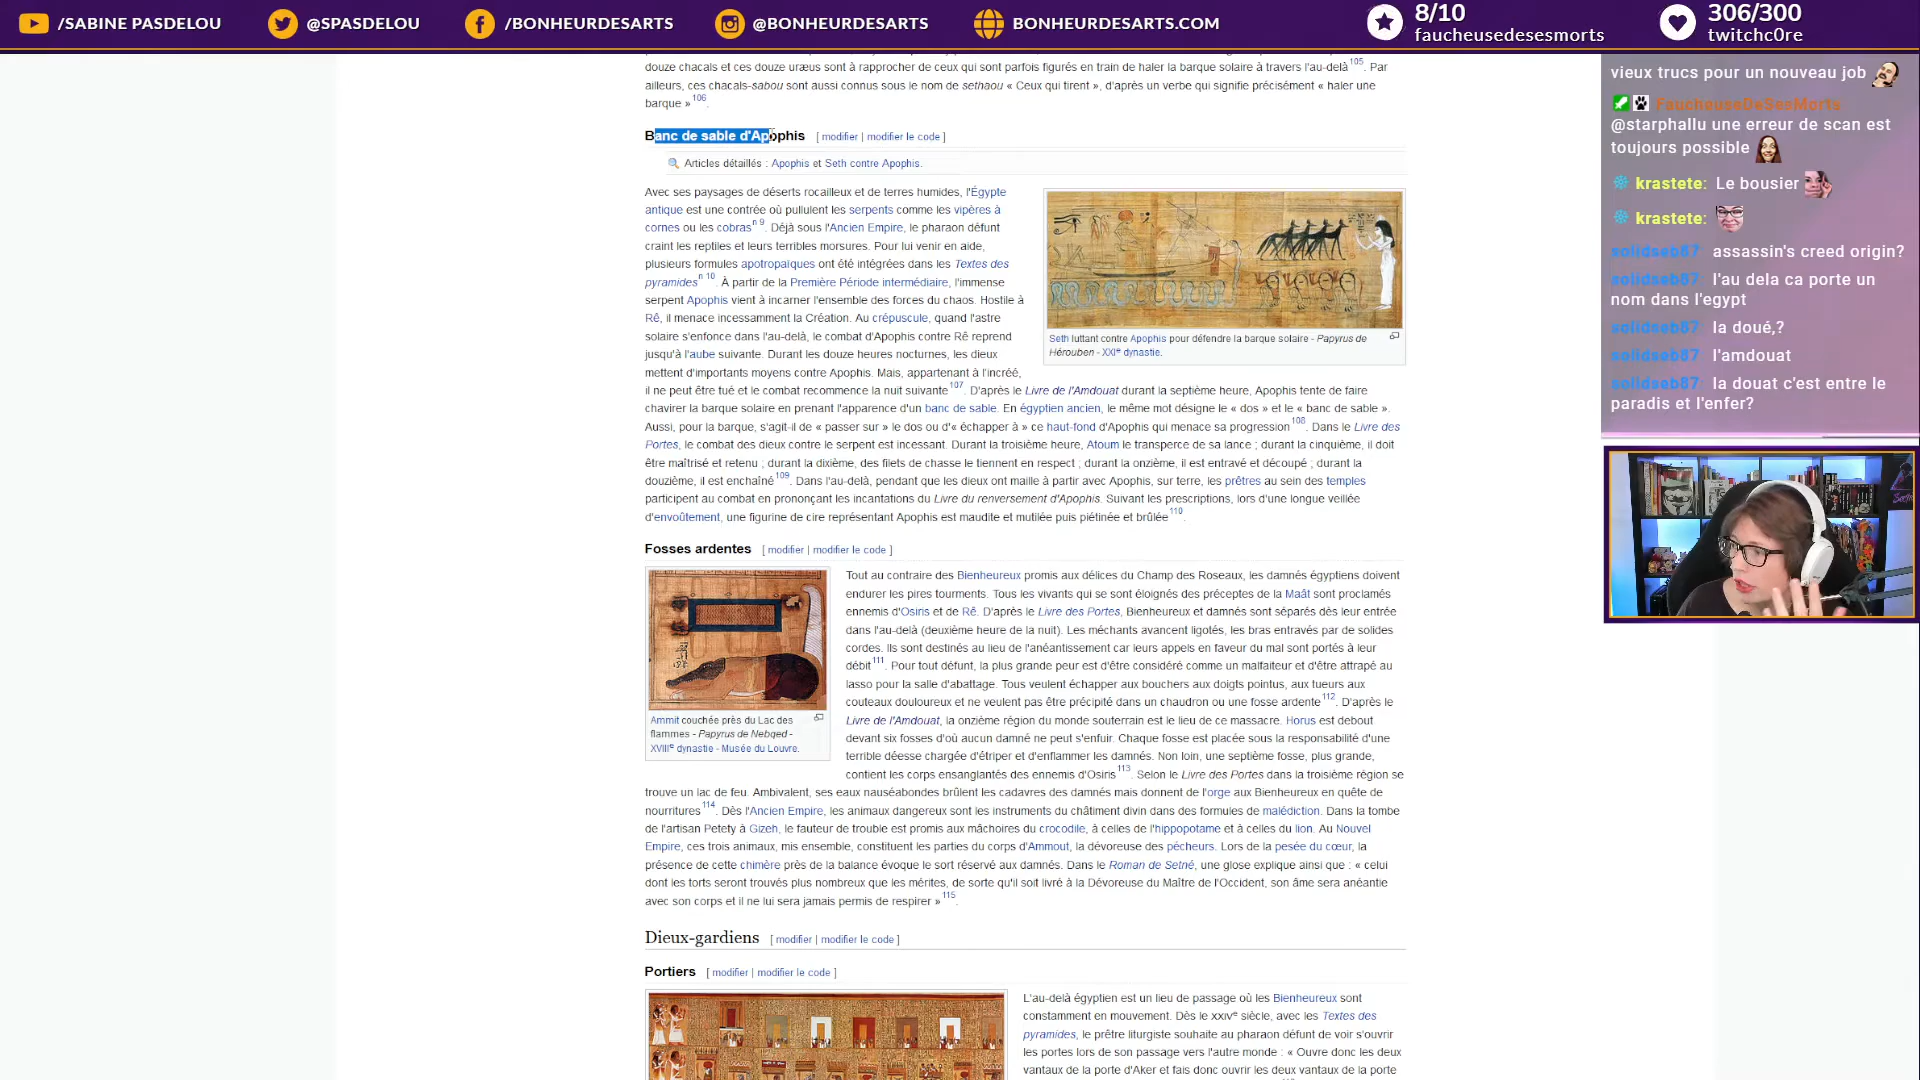 /SABINE PASDELOU
@SPASDELOU
/BONHEURDESARTS
@BONHEURDESARTS
BONHEURDESARTS.COM
8/10
faucheusedesesmorts
306/300
twitchc0re
douze chacals et ces douze uræus sont à rapprocher de ceux qui sont parfois figurés en train de haler la barque solaire à travers l'au-delà105. Par
ailleurs, ces chacals-sabou sont aussi connus sous le nom de sethaou « Ceux qui tirent », d'après un verbe qui signifie précisément « haler une
barque »106.
Banc de sable d'Apophis [ modifier | modifier le code ]
Articles détaillés : Apophis et Seth contre Apophis.
Avec ses paysages de déserts rocailleux et de terres humides, l'Égypte
antique est une contrée où pullulent les serpents comme les vipères à
cornes ou les cobrasn 9. Déjà sous l'Ancien Empire, le pharaon défunt
craint les reptiles et leurs terribles morsures. Pour lui venir en aide,
plusieurs formules apotropaïques ont été intégrées dans les Textes des
pyramidesn 10. À partir de la Première Période intermédiaire, l'immense
serpent Apophis vient à incarner l'ensemble des forces du chaos. Hostile à
Rê, il menace incessamment la Création. Au crépuscule, quand l'astre
solaire s'enfonce dans l'au-delà, le combat d'Apophis contre Rê reprend
jusqu'à l'aube suivante. Durant les douze heures nocturnes, les dieux
mettent d'importants moyens contre Apophis. Mais, appartenant à l'incréé,
il ne peut être tué et le combat recommence la nuit suivante107. D'après le Livre de l'Amdouat durant la septième heure, Apophis tente de faire
chavirer la barque solaire en prenant l'apparence d'un banc de sable. En égyptien ancien, le même mot désigne le « dos » et le « banc de sable ».
Aussi, pour la barque, s'agit-il de « passer sur » le dos ou d'« échapper à » ce haut-fond d'Apophis qui menace sa progression108. Dans le Livre des
Portes, le combat des dieux contre le serpent est incessant. Durant la troisième heure, Atoum le transperce de sa lance ; durant la cinquième, il doit
être maîtrisé et retenu ; durant la dixième, des filets de chasse le tiennent en respect ; durant la onzième, il est entravé et découpé ; durant la
douzième, il est enchaîné109. Dans l'au-delà, pendant que les dieux ont maille à partir avec Apophis, sur terre, les prêtres au sein des temples
participent au combat en prononçant les incantations du Livre du renversement d'Apophis. Suivant les prescriptions, lors d'une longue veillée
d'envoûtement, une figurine de cire représentant Apophis est maudite et mutilée puis piétinée et brûlée110.
Seth luttant contre Apophis pour défendre la barque solaire - Papyrus de
Hérouben - XXIe dynastie.
Fosses ardentes [ modifier | modifier le code ]
Ammit couchée près du Lac des
flammes - Papyrus de Nebqed -
XVIIIe dynastie - Musée du Louvre.
Tout au contraire des Bienheureux promis aux délices du Champ des Roseaux, les damnés égyptiens doivent
endurer les pires tourments. Tous les vivants qui se sont éloignés des préceptes de la Maât sont proclamés
ennemis d'Osiris et de Rê. D'après le Livre des Portes, Bienheureux et damnés sont séparés dès leur entrée
dans l'au-delà (deuxième heure de la nuit). Les méchants avancent ligotés, les bras entravés par de solides
cordes. Ils sont destinés au lieu de l'anéantissement car leurs appels en faveur du mal sont portés à leur
débit111. Pour tout défunt, la plus grande peur est d'être considéré comme un malfaiteur et d'être attrapé au
lasso pour la salle d'abattage. Tous veulent échapper aux bouchers aux doigts pointus, aux tueurs aux
couteaux douloureux et ne veulent pas être précipité dans un chaudron ou une fosse ardente112. D'après le
Livre de l'Amdouat, la onzième région du monde souterrain est le lieu de ce massacre. Horus est debout
devant six fosses d'où aucun damné ne peut s'enfuir. Chaque fosse est placée sous la responsabilité d'une
terrible déesse chargée d'étriper et d'enflammer les damnés. Non loin, une septième fosse, plus grande,
contient les corps ensanglantés des ennemis d'Osiris113. Selon le Livre des Portes dans la troisième région se
trouve un lac de feu. Ambivalent, ses eaux nauséabondes brûlent les cadavres des damnés mais donnent de l'orge aux Bienheureux en quête de
nourritures114. Dès l'Ancien Empire, les animaux dangereux sont les instruments du châtiment divin dans des formules de malédiction. Dans la tombe
de l'artisan Petety à Gizeh, le fauteur de trouble est promis aux mâchoires du crocodile, à celles de l'hippopotame et à celles du lion. Au Nouvel
Empire, ces trois animaux, mis ensemble, constituent les parties du corps d'Ammout, la dévoreuse des pécheurs. Lors de la pesée du cœur, la
présence de cette chimère près de la balance évoque le sort réservé aux damnés. Dans le Roman de Setné, une glose explique ainsi que : « celui
dont les torts seront trouvés plus nombreux que les mérites, de sorte qu'il soit livré à la Dévoreuse du Maître de l'Occident, son âme sera anéantie
avec son corps et il ne lui sera jamais permis de respirer »115.
Dieux-gardiens [ modifier | modifier le code ]
Portiers [ modifier | modifier le code ]
L'au-delà égyptien est un lieu de passage où les Bienheureux sont
constamment en mouvement. Dès le XXIVe siècle, avec les Textes des
pyramides, le prêtre liturgiste souhaite au pharaon défunt de voir s'ouvrir
les portes lors de son passage vers l'autre monde : « Ouvre donc les deux
vantaux de la porte d'Aker et fais donc ouvrir les deux vantaux de la porte
vieux trucs pour un nouveau job
FaucheuseDeSesMorts
@starphallu une erreur de scan est
toujours possible
krastete: Le bousier
krastete:
solidseb87 assassin's creed origin?
solidseb87 l'au dela ca porte un
nom dans l'egypt
solidseb87 la doué,?
solidseb87 l'amdouat
solidseb87 la douat c'est entre le
paradis et l'enfer?